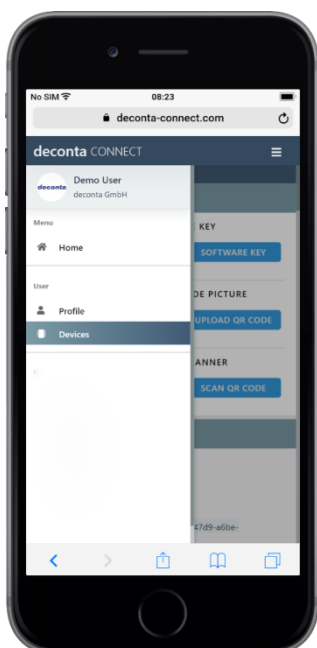 No SIM 08:23
deconta-connect.com
deconta CONNECT
deconta Demo User
deconta GmbH
Menu
KEY
Home
SOFTWARE KEY
User
DE PICTURE
Profile
UPLOAD QR CODE
Devices
ANNER
SCAN QR CODE
47d9-a6be-